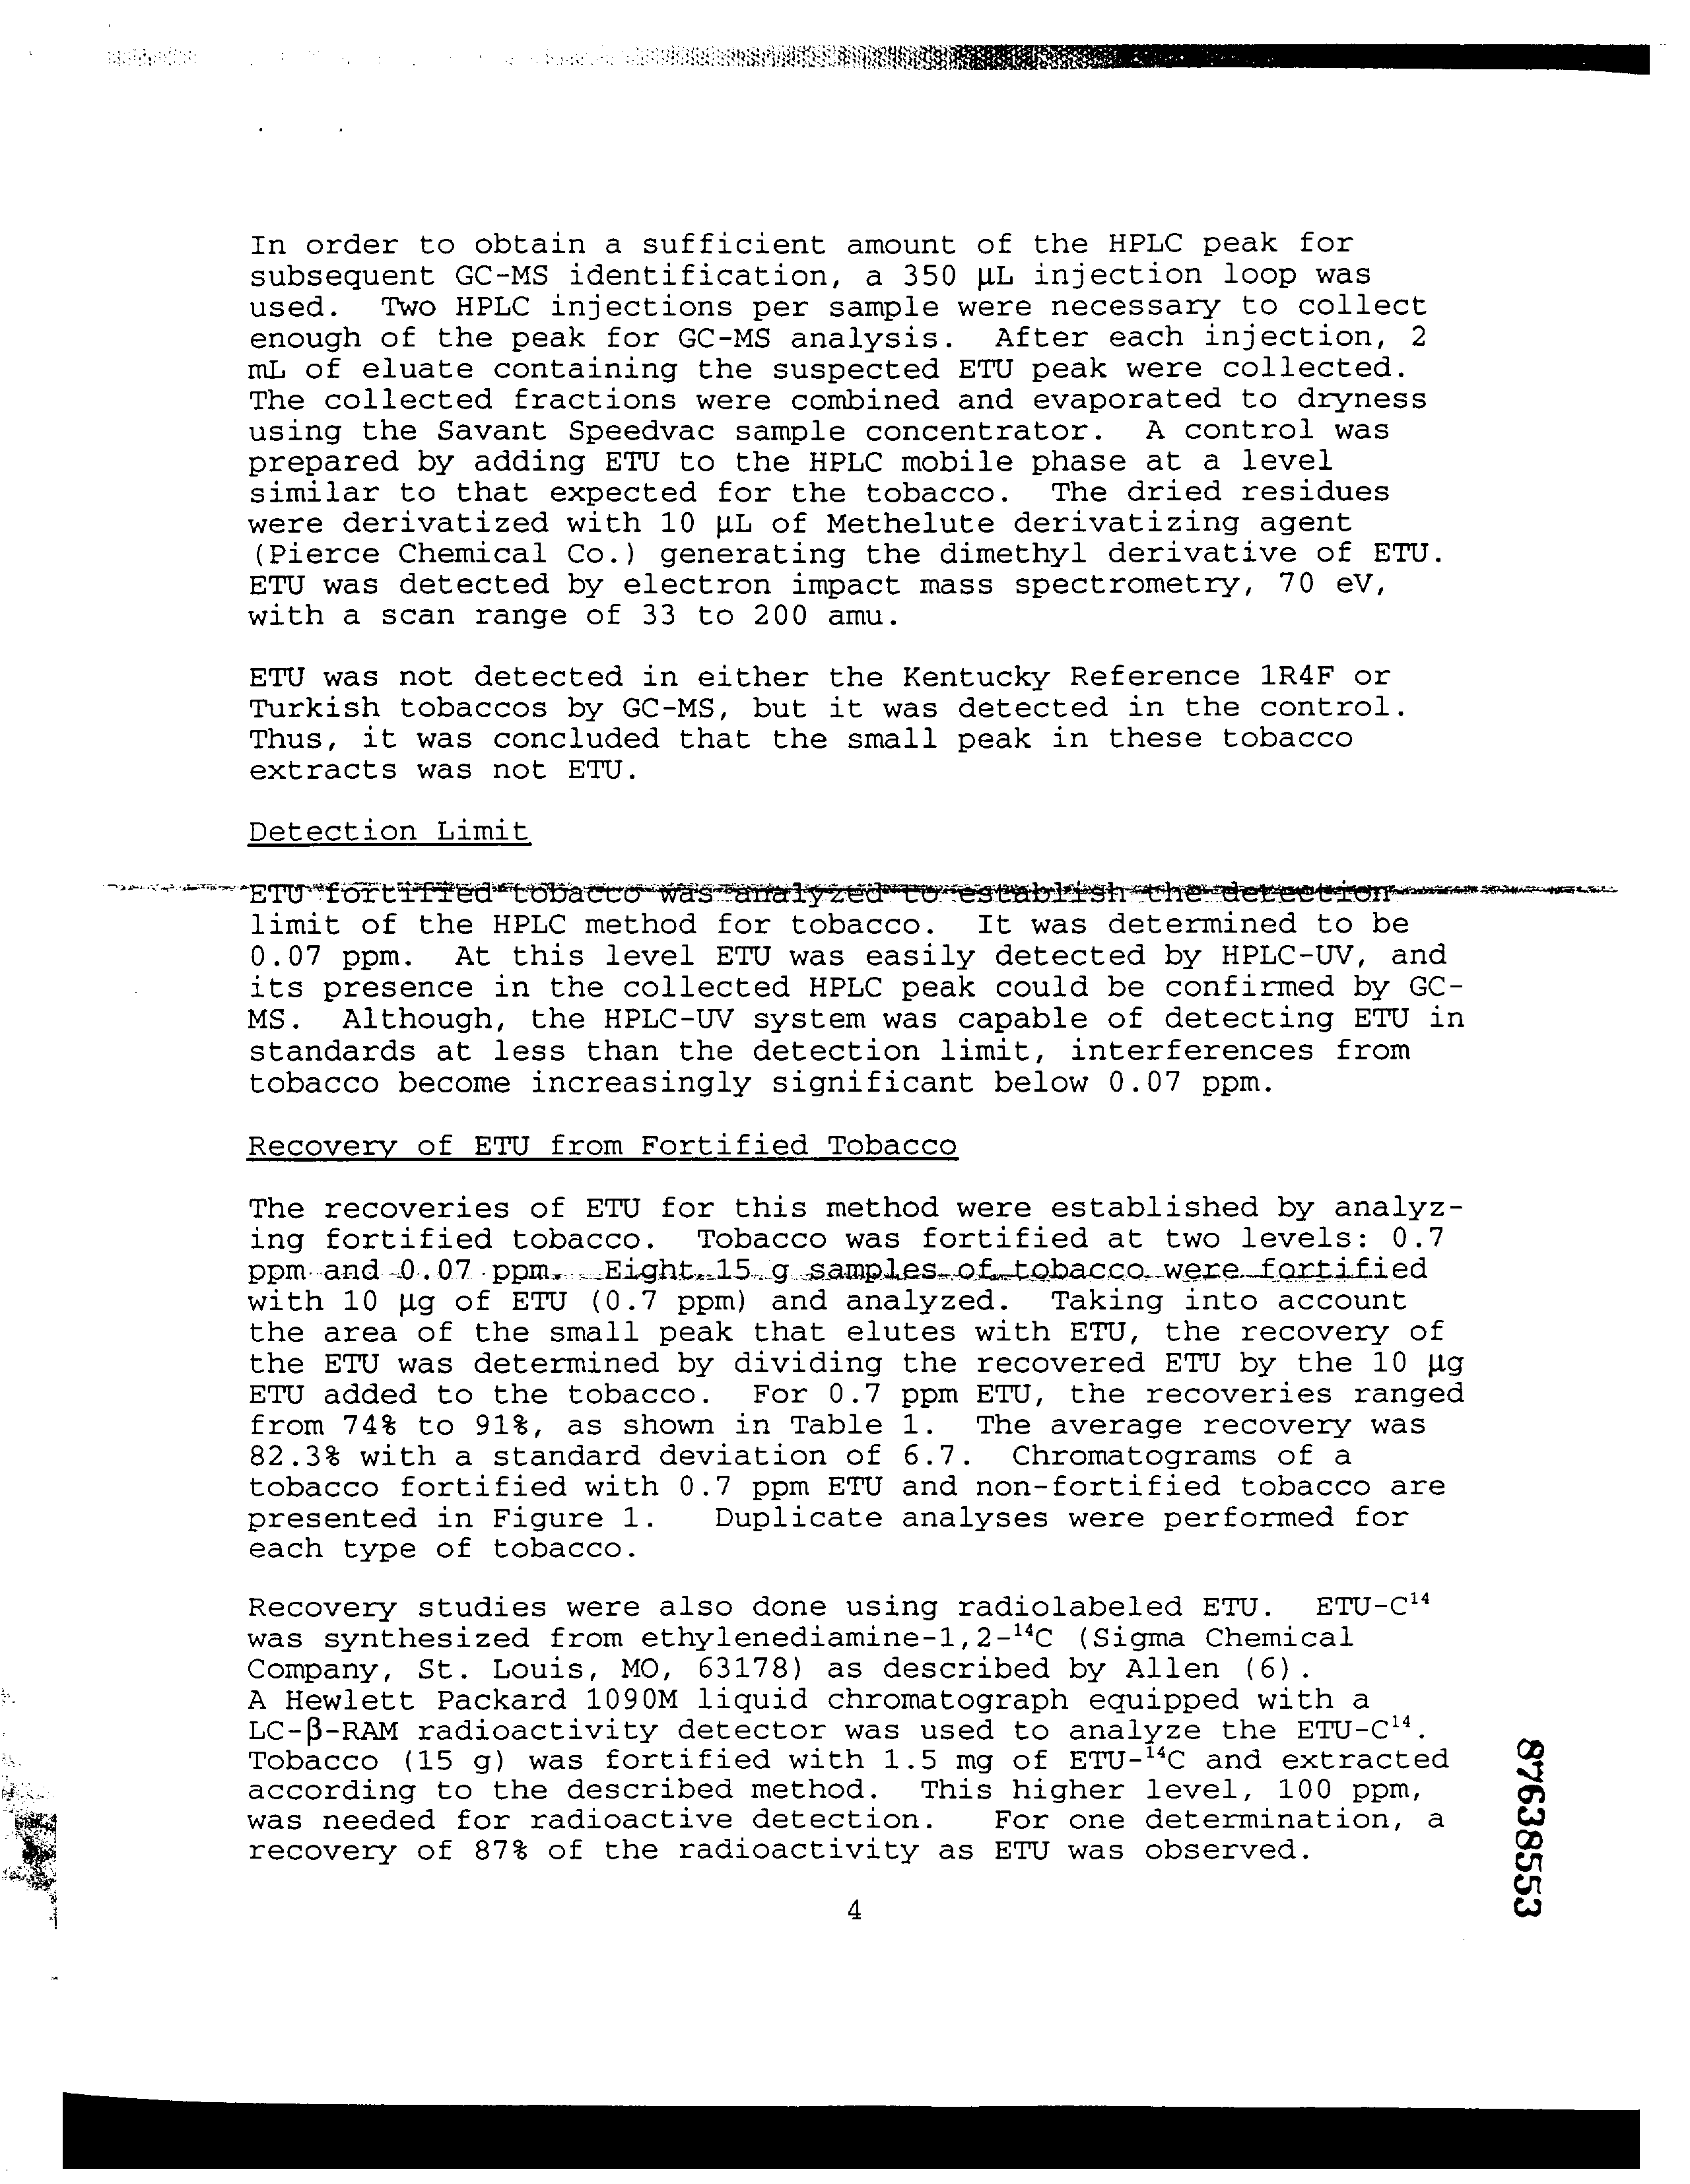 In order to obtain a sufficient amount of the HPLC peak for
subsequent GC-MS identification, a 350 µL injection loop was
used.  Two HPLC injections per sample were necessary to collect
enough of the peak for GC-MS analysis.  After each injection, 2
mL of eluate containing the suspected ETU peak were collected.
The collected fractions were combined and evaporated to dryness
using the Savant Speedvac sample concentrator.  A control was
prepared by adding ETU to the HPLC mobile phase at a level
similar to that expected for the tobacco.  The dried residues
were derivatized with 10 µL of Methelute derivatizing agent
(Pierce Chemical Co.) generating the dimethyl derivative of ETU.
ETU was detected by electron impact mass spectrometry, 70 eV,
with a scan range of 33 to 200 amu.
ETU was not detected in either the Kentucky Reference 1R4F or
Turkish tobaccos by GC-MS, but it was detected in the control.
Thus, it was concluded that the small peak in these tobacco
extracts was not ETU.
Detection Limit
ETU fortified tobacco was analyzed to establish the detection
limit of the HPLC method for tobacco.  It was determined to be
0.07 ppm.  At this level ETU was easily detected by HPLC-UV, and
its presence in the collected HPLC peak could be confirmed by GC-
MS.  Although, the HPLC-UV system was capable of detecting ETU in
standards at less than the detection limit, interferences from
tobacco become increasingly significant below 0.07 ppm.
Recovery of ETU from Fortified Tobacco
The recoveries of ETU for this method were established by analyz-
ing fortified tobacco.  Tobacco was fortified at two levels: 0.7
ppm and 0.07 ppm.  Eight 15 g samples of tobacco were fortified
with 10 µg of ETU (0.7 ppm) and analyzed.  Taking into account
the area of the small peak that elutes with ETU, the recovery of
the ETU was determined by dividing the recovered ETU by the 10 µg
ETU added to the tobacco.  For 0.7 ppm ETU, the recoveries ranged
from 74% to 91%, as shown in Table 1.  The average recovery was
82.3% with a standard deviation of 6.7.  Chromatograms of a
tobacco fortified with 0.7 ppm ETU and non-fortified tobacco are
presented in Figure 1.  Duplicate analyses were performed for
each type of tobacco.
Recovery studies were also done using radiolabeled ETU.  ETU-C¹⁴
was synthesized from ethylenediamine-1,2-¹⁴C (Sigma Chemical
Company, St. Louis, MO, 63178) as described by Allen (6).
A Hewlett Packard 1090M liquid chromatograph equipped with a
LC-β-RAM radioactivity detector was used to analyze the ETU-C¹⁴.
Tobacco (15 g) was fortified with 1.5 mg of ETU-¹⁴C and extracted
according to the described method.  This higher level, 100 ppm,
was needed for radioactive detection.  For one determination, a
recovery of 87% of the radioactivity as ETU was observed.
4
87638553